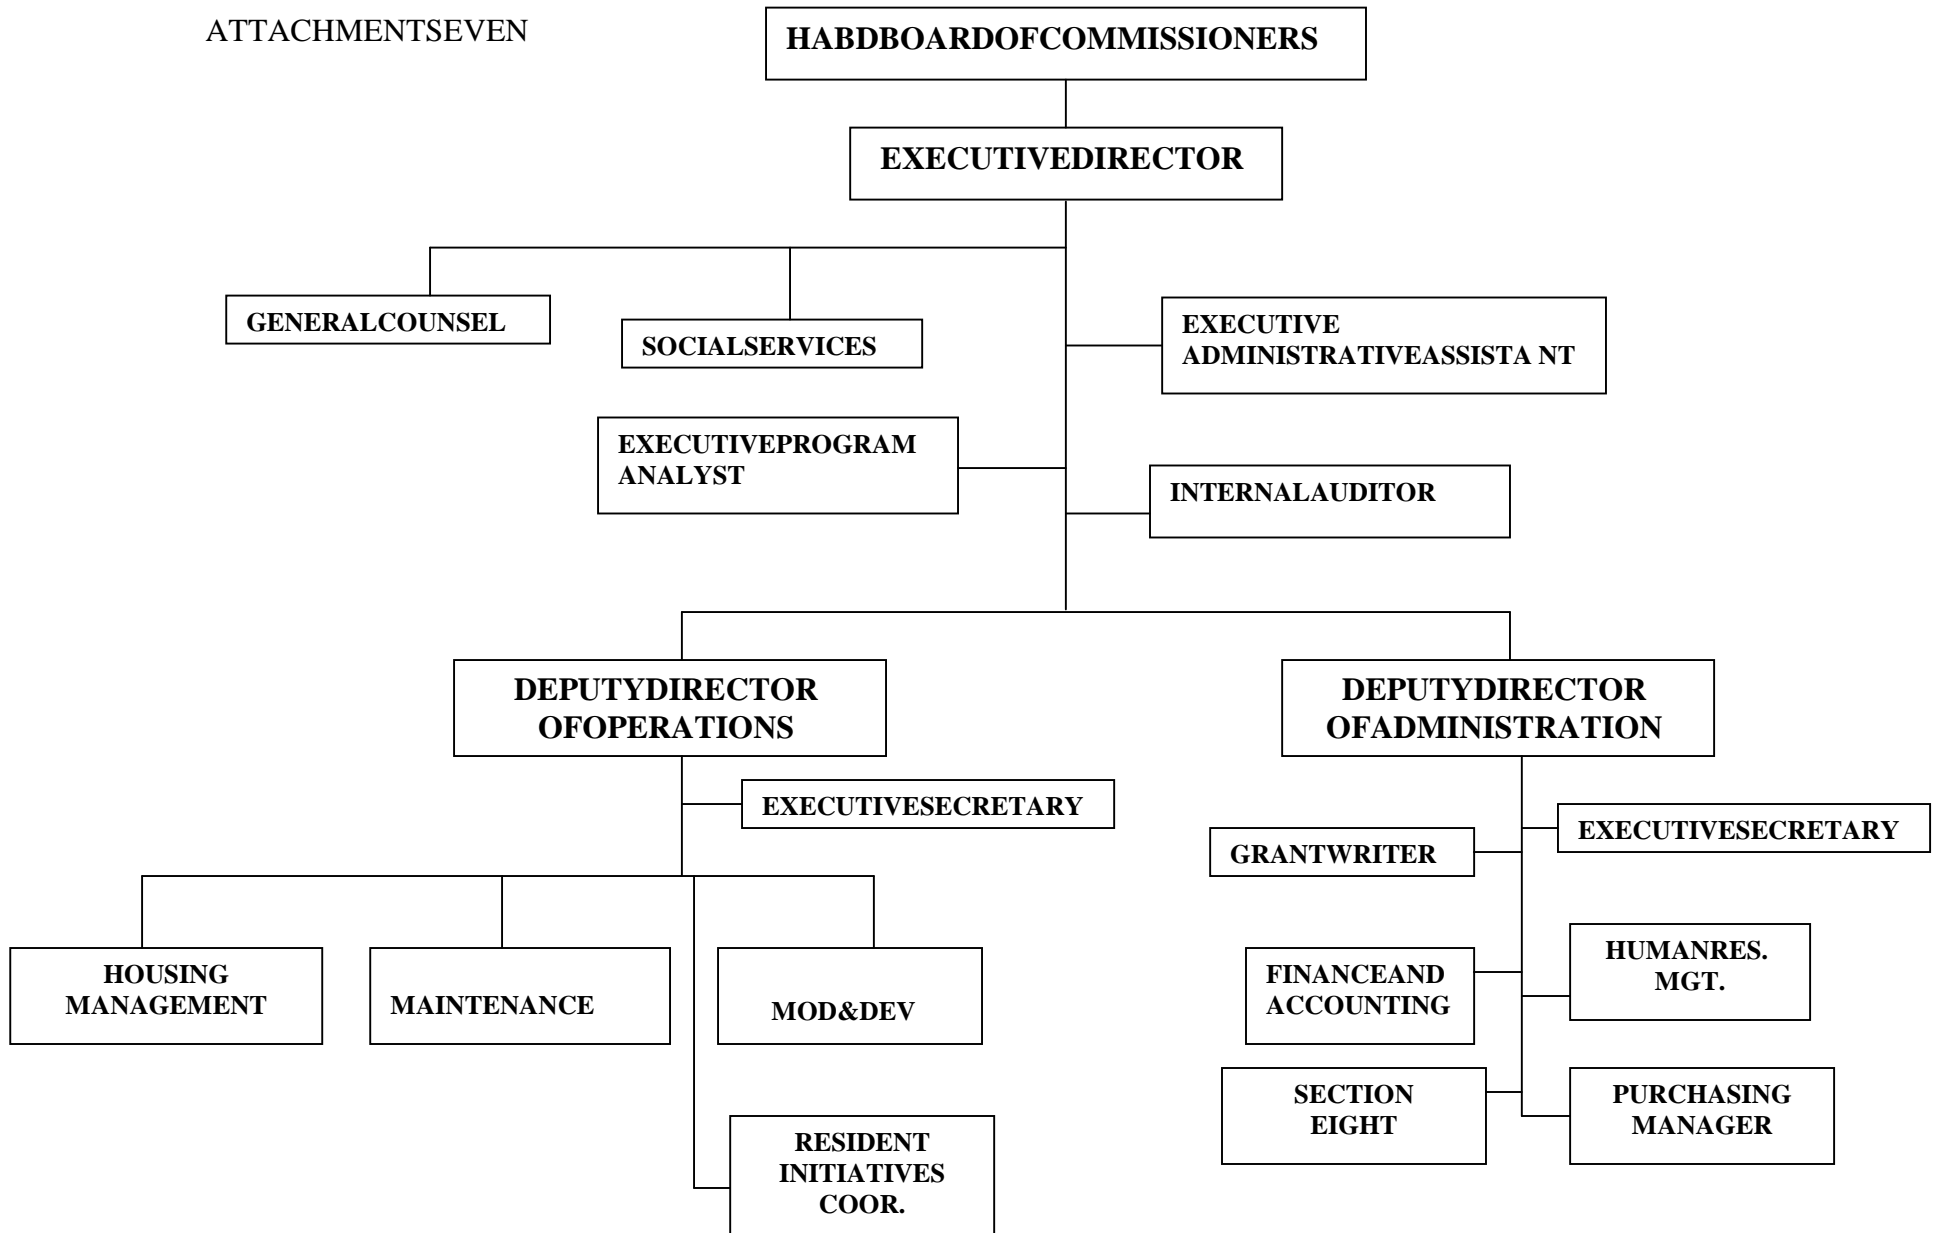 ATTACHMENTSEVEN
HABDBOARDOFCOMMISSIONERS
EXECUTIVEDIRECTOR
GENERALCOUNSEL
SOCIALSERVICES
EXECUTIVE
ADMINISTRATIVEASSISTA NT
EXECUTIVEPROGRAM
ANALYST
INTERNALAUDITOR
DEPUTYDIRECTOR
OFOPERATIONS
DEPUTYDIRECTOR
OFADMINISTRATION
EXECUTIVESECRETARY
EXECUTIVESECRETARY
GRANTWRITER
HOUSING
MANAGEMENT
MAINTENANCE
MOD&DEV
FINANCEAND
ACCOUNTING
HUMANRES.
MGT.
SECTION
EIGHT
PURCHASING
MANAGER
RESIDENT
INITIATIVES
COOR.